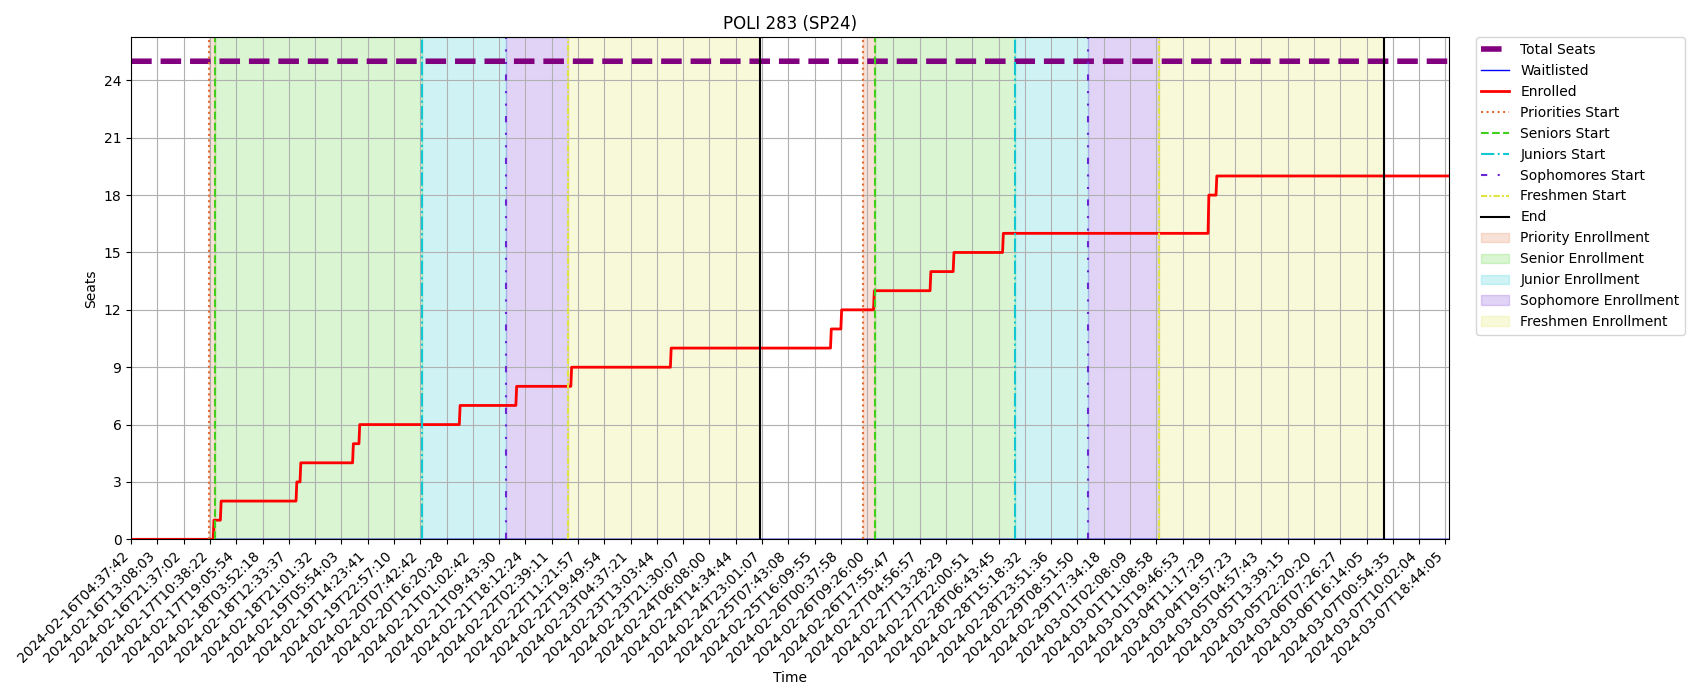 POLI 283 (SP24)
Total Seats
Waitlisted
Enrolled
Priorities Start
Seniors Start
Juniors Start
Sophomores Start
Freshmen Start
End
Priority Enrollment
Senior Enrollment
Junior Enrollment
Sophomore Enrollment
Freshmen Enrollment
Seats
24
21
18
15
12
9
6
3
0
2024-02-16T04:37:42
2024-02-16T13:08:03
2024-02-16T21:37:02
2024-02-17T10:38:22
2024-02-17T19:05:54
2024-02-18T03:52:18
2024-02-18T12:33:37
2024-02-18T21:01:32
2024-02-19T05:54:03
2024-02-19T14:23:41
2024-02-19T22:57:10
2024-02-20T07:42:42
2024-02-20T16:20:28
2024-02-21T01:02:42
2024-02-21T09:43:30
2024-02-21T18:12:24
2024-02-22T02:39:11
2024-02-22T11:21:57
2024-02-22T19:49:54
2024-02-23T04:37:21
2024-02-23T13:03:44
2024-02-23T21:30:07
2024-02-24T06:08:00
2024-02-24T14:34:44
2024-02-24T23:01:07
2024-02-25T07:43:08
2024-02-25T16:09:55
2024-02-26T00:37:58
2024-02-26T09:26:00
2024-02-26T17:55:47
2024-02-27T04:56:57
2024-02-27T13:28:29
2024-02-27T22:00:51
2024-02-28T06:43:45
2024-02-28T15:18:32
2024-02-28T23:51:36
2024-02-29T08:51:50
2024-02-29T17:34:18
2024-03-01T02:08:09
2024-03-01T11:08:58
2024-03-01T19:46:53
2024-03-04T11:17:29
2024-03-04T19:57:23
2024-03-05T04:57:43
2024-03-05T13:39:15
2024-03-05T22:20:20
2024-03-06T07:26:27
2024-03-06T16:14:05
2024-03-07T00:54:35
2024-03-07T10:02:04
2024-03-07T18:44:05
Time